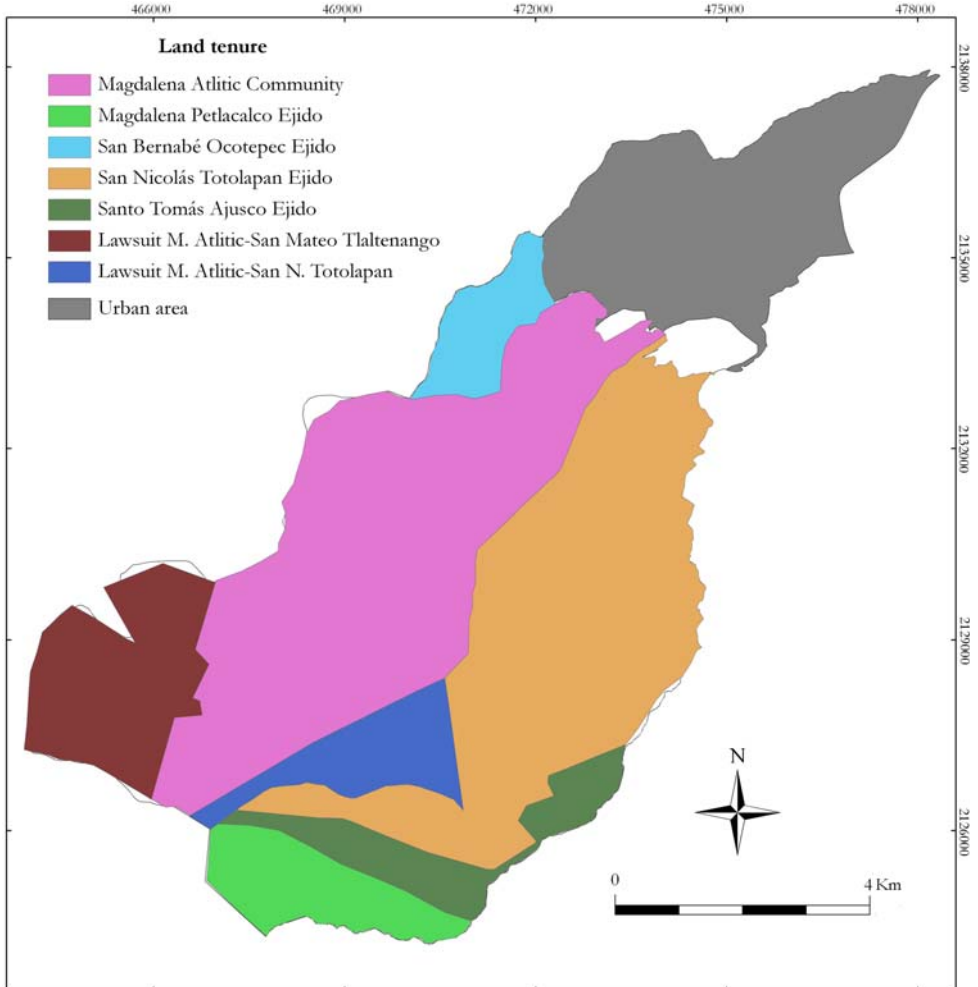 466000 469000 472000 475000 478000
Land tenure
Magdalena Atlitic Community
Magdalena Petlacalco Ejido
San Bernabé Ocotepec Ejido
San Nicolás Totolapan Ejido
Santo Tomás Ajusco Ejido
Lawsuit M. Atlitic-San Mateo Tlaltenango
Lawsuit M. Atlitic-San N. Totolapan
Urban area
2138000
2135000
2132000
2129000
2126000
N
0 4 Km